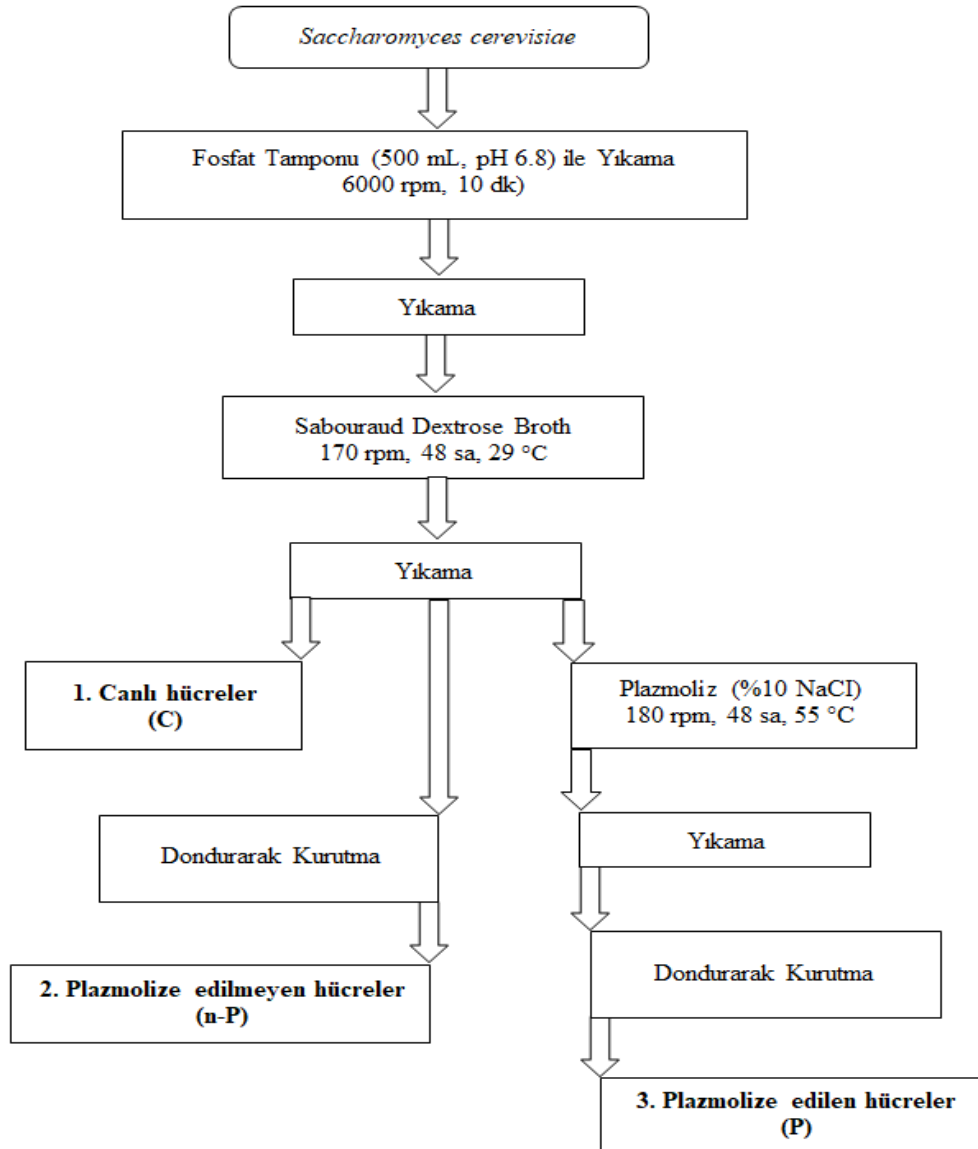 Saccharomyces cerevisiae
Fosfat Tamponu (500 mL, pH 6.8) ile Yıkama
6000 rpm, 10 dk)
Yıkama
Sabouraud Dextrose Broth
170 rpm, 48 sa, 29 °C
Yıkama
1. Canlı hücreler
(C)
Plazmoliz (%10 NaCI)
180 rpm, 48 sa, 55 °C
Dondurarak Kurutma
Yıkama
2. Plazmolize edilmeyen hücreler
(n-P)
Dondurarak Kurutma
3. Plazmolize edilen hücreler
(P)